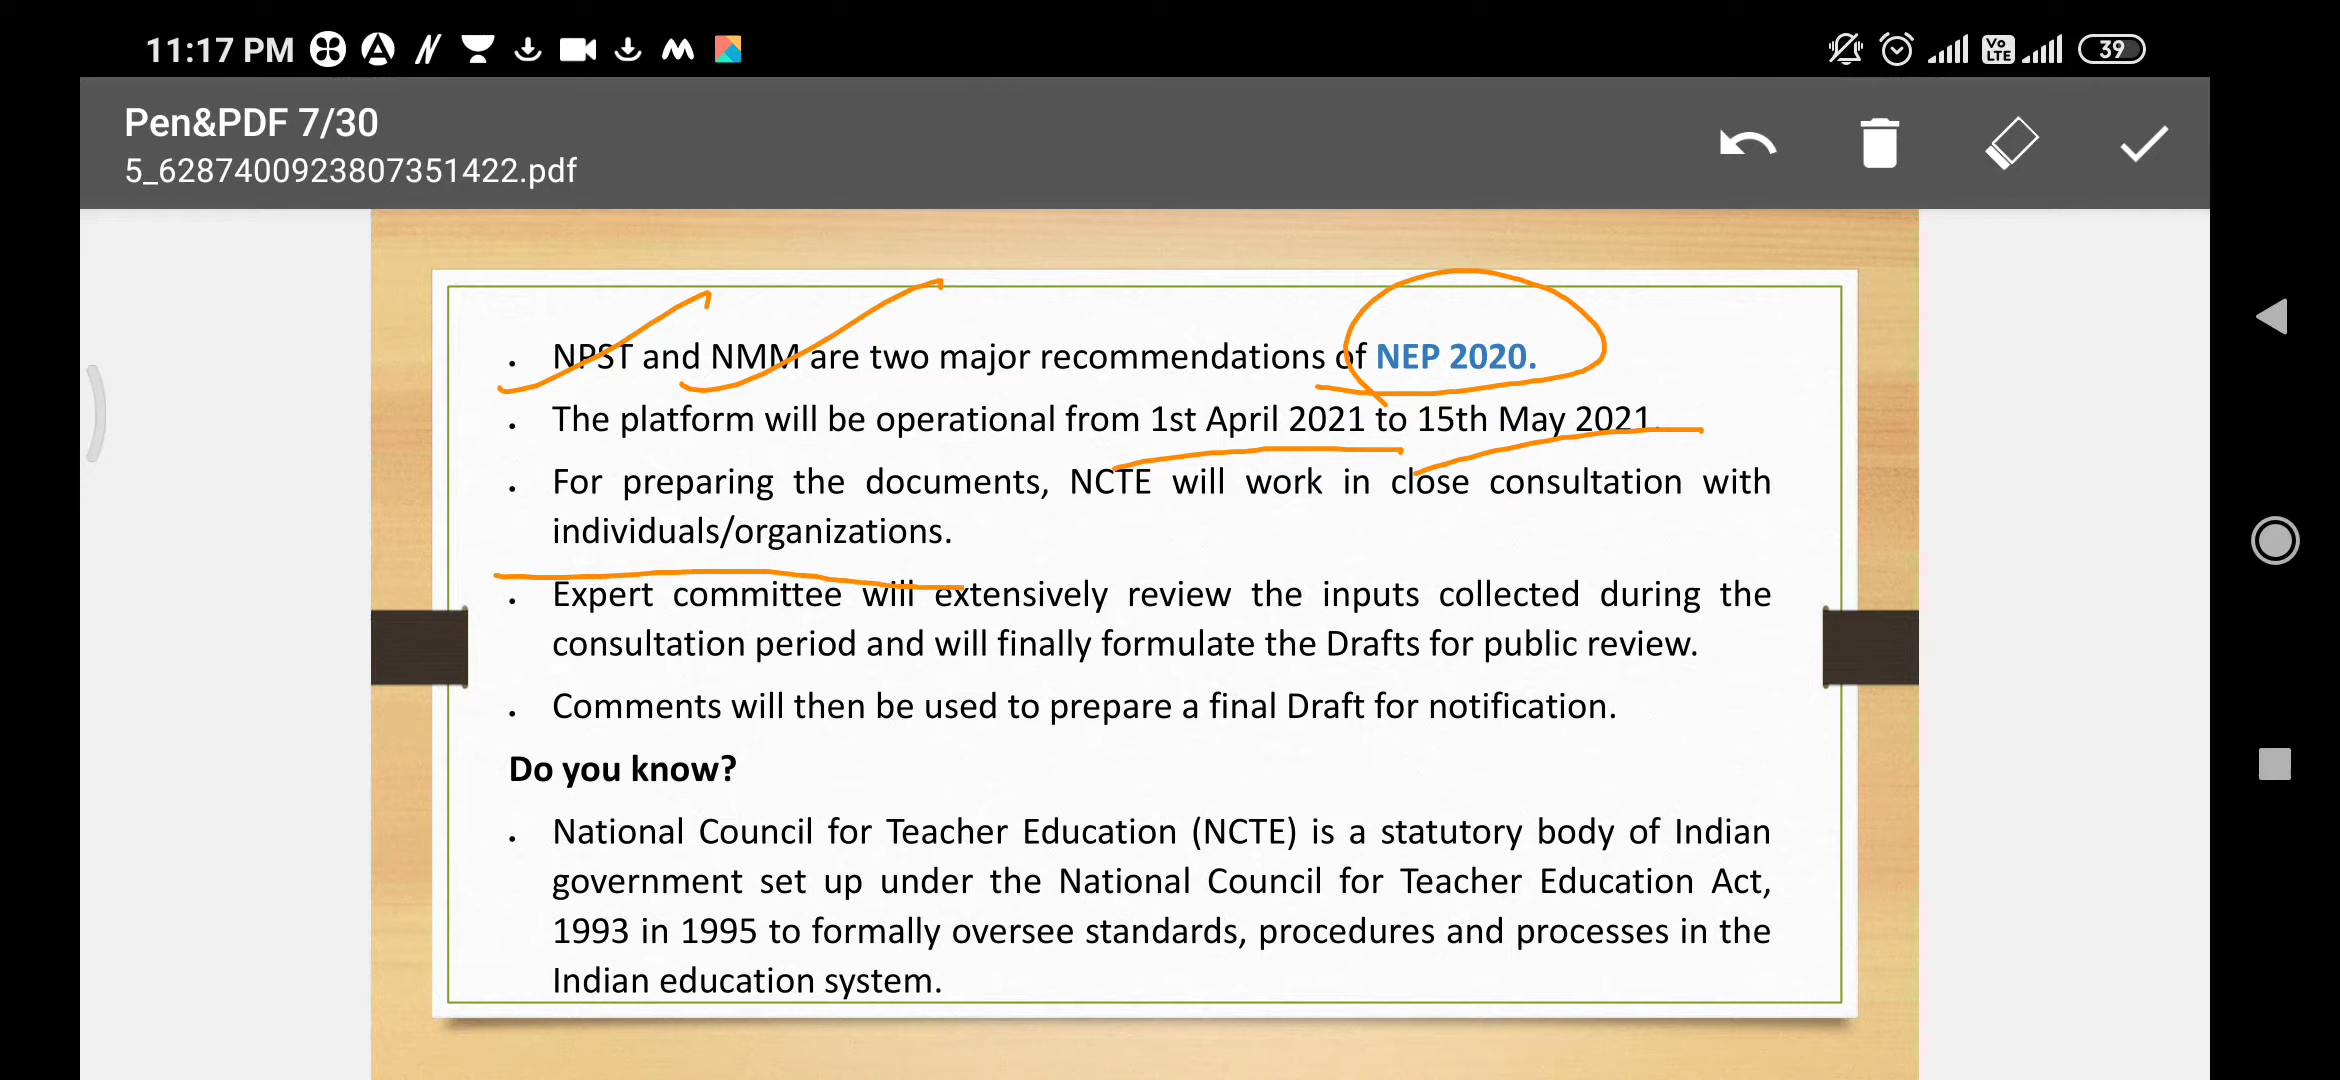 11:17 PM
Vo LTE
39
Pen&PDF 7/30
5_6287400923807351422.pdf
. NPST and NMM are two major recommendations of NEP 2020.
. The platform will be operational from 1st April 2021 to 15th May 2021.
. For preparing the documents, NCTE will work in close consultation with
individuals/organizations.
. Expert committee will extensively review the inputs collected during the
consultation period and will finally formulate the Drafts for public review.
. Comments will then be used to prepare a final Draft for notification.
Do you know?
. National Council for Teacher Education (NCTE) is a statutory body of Indian
government set up under the National Council for Teacher Education Act,
1993 in 1995 to formally oversee standards, procedures and processes in the
Indian education system.